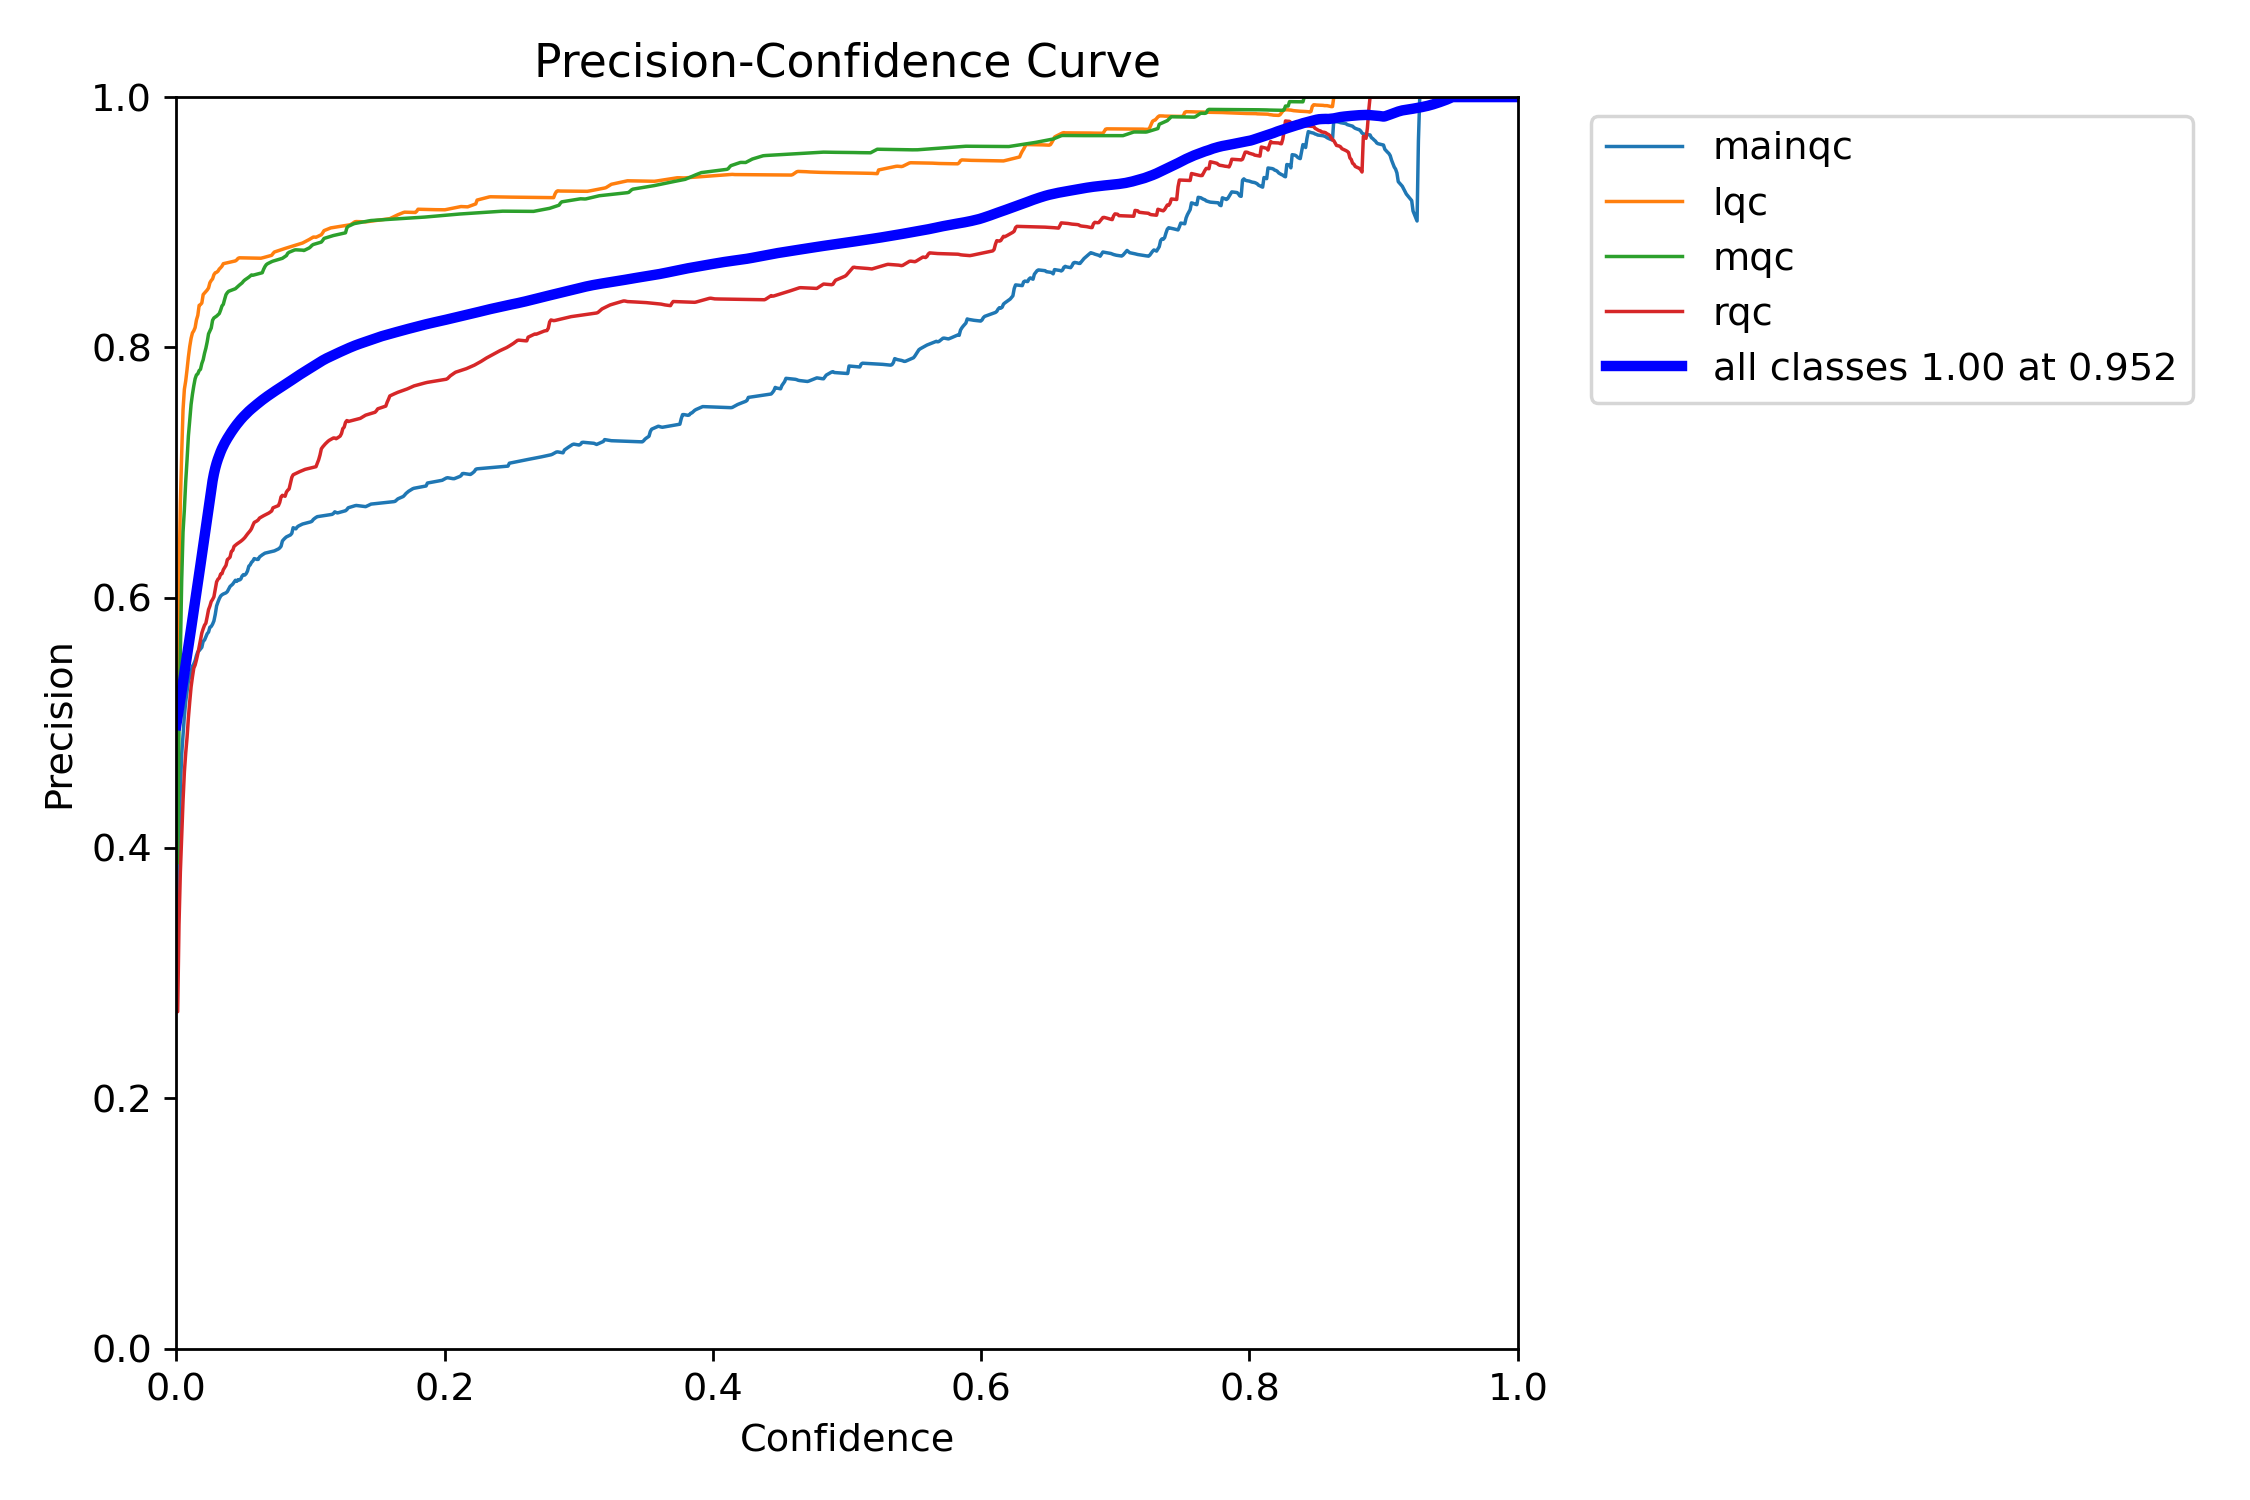 Precision-Confidence Curve
1.0
0.8
0.6
0.4
0.2
0.0
Precision
0.0 0.2 0.4 0.6 0.8 1.0
Confidence
mainqc
lqc
mqc
rqc
all classes 1.00 at 0.952